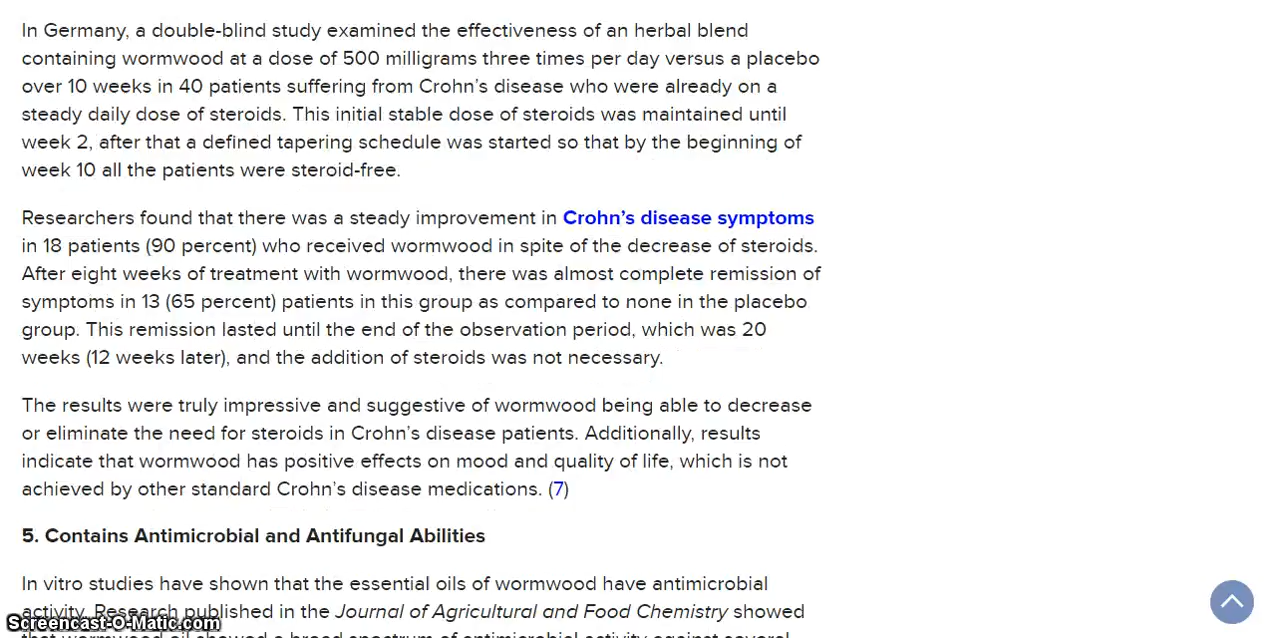 In Germany, a double-blind study examined the effectiveness of an herbal blend
containing wormwood at a dose of 500 milligrams three times per day versus a placebo
over 10 weeks in 40 patients suffering from Crohn's disease who were already on a
steady daily dose of steroids. This initial stable dose of steroids was maintained until
week 2, after that a defined tapering schedule was started so that by the beginning of
week 10 all the patients were steroid-free.
Researchers found that there was a steady improvement in Crohn's disease symptoms
in 18 patients (90 percent) who received wormwood in spite of the decrease of steroids.
After eight weeks of treatment with wormwood, there was almost complete remission of
symptoms in 13 (65 percent) patients in this group as compared to none in the placebo
group. This remission lasted until the end of the observation period, which was 20
weeks (12 weeks later), and the addition of steroids was not necessary.
The results were truly impressive and suggestive of wormwood being able to decrease
or eliminate the need for steroids in Crohn's disease patients. Additionally, results
indicate that wormwood has positive effects on mood and quality of life, which is not
achieved by other standard Crohn's disease medications. (7)
5. Contains Antimicrobial and Antifungal Abilities
In vitro studies have shown that the essential oils of wormwood have antimicrobial
activity. Research published in the Journal of Agricultural and Food Chemistry showed
Screencast-O-Matic.com
that wormwood oil showed a broad spectrum of antimicrobial activity against several